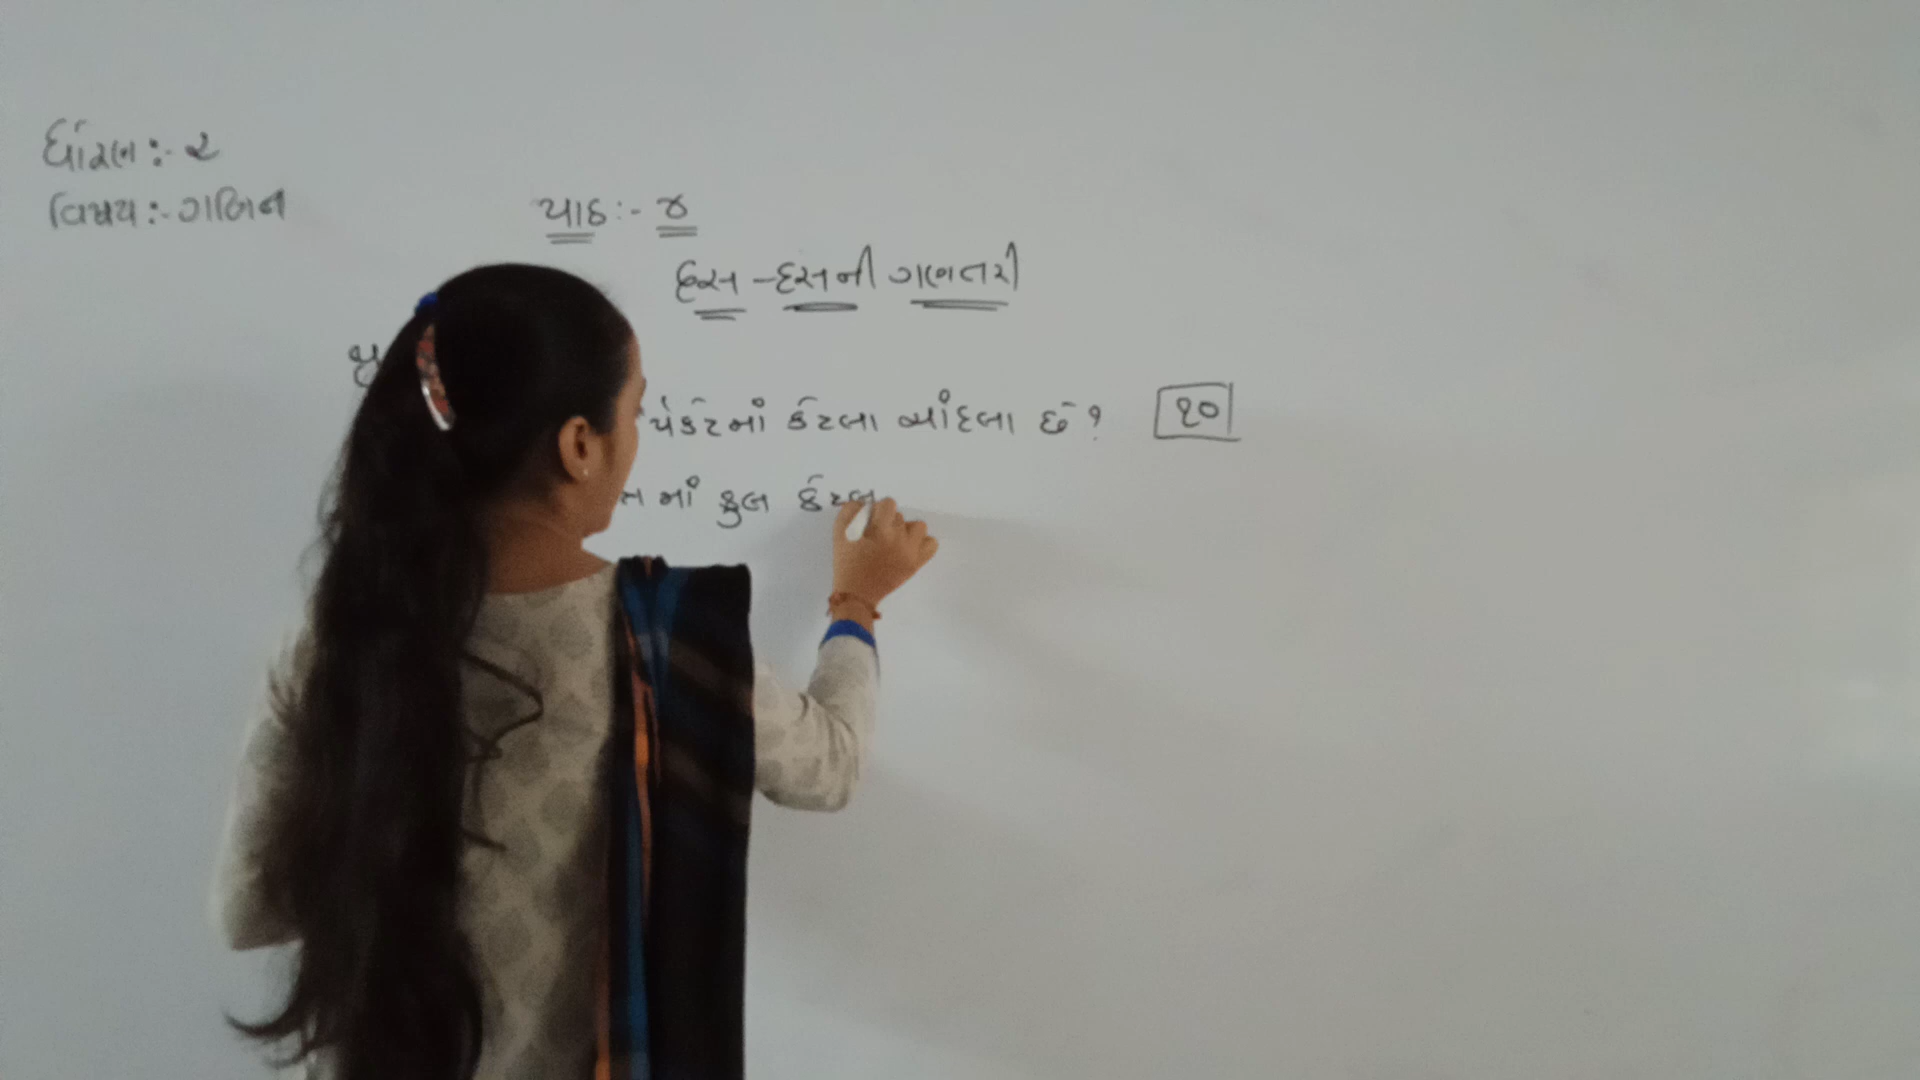 ધોરણ :- ૨
વિષય :- ગણિત
પાઠ :- ૪
દસ - દસની ગણતરી
પેકેટમાં કેટલા ચાંદલા છે ? ૧૦
માં કુલ કેટલ